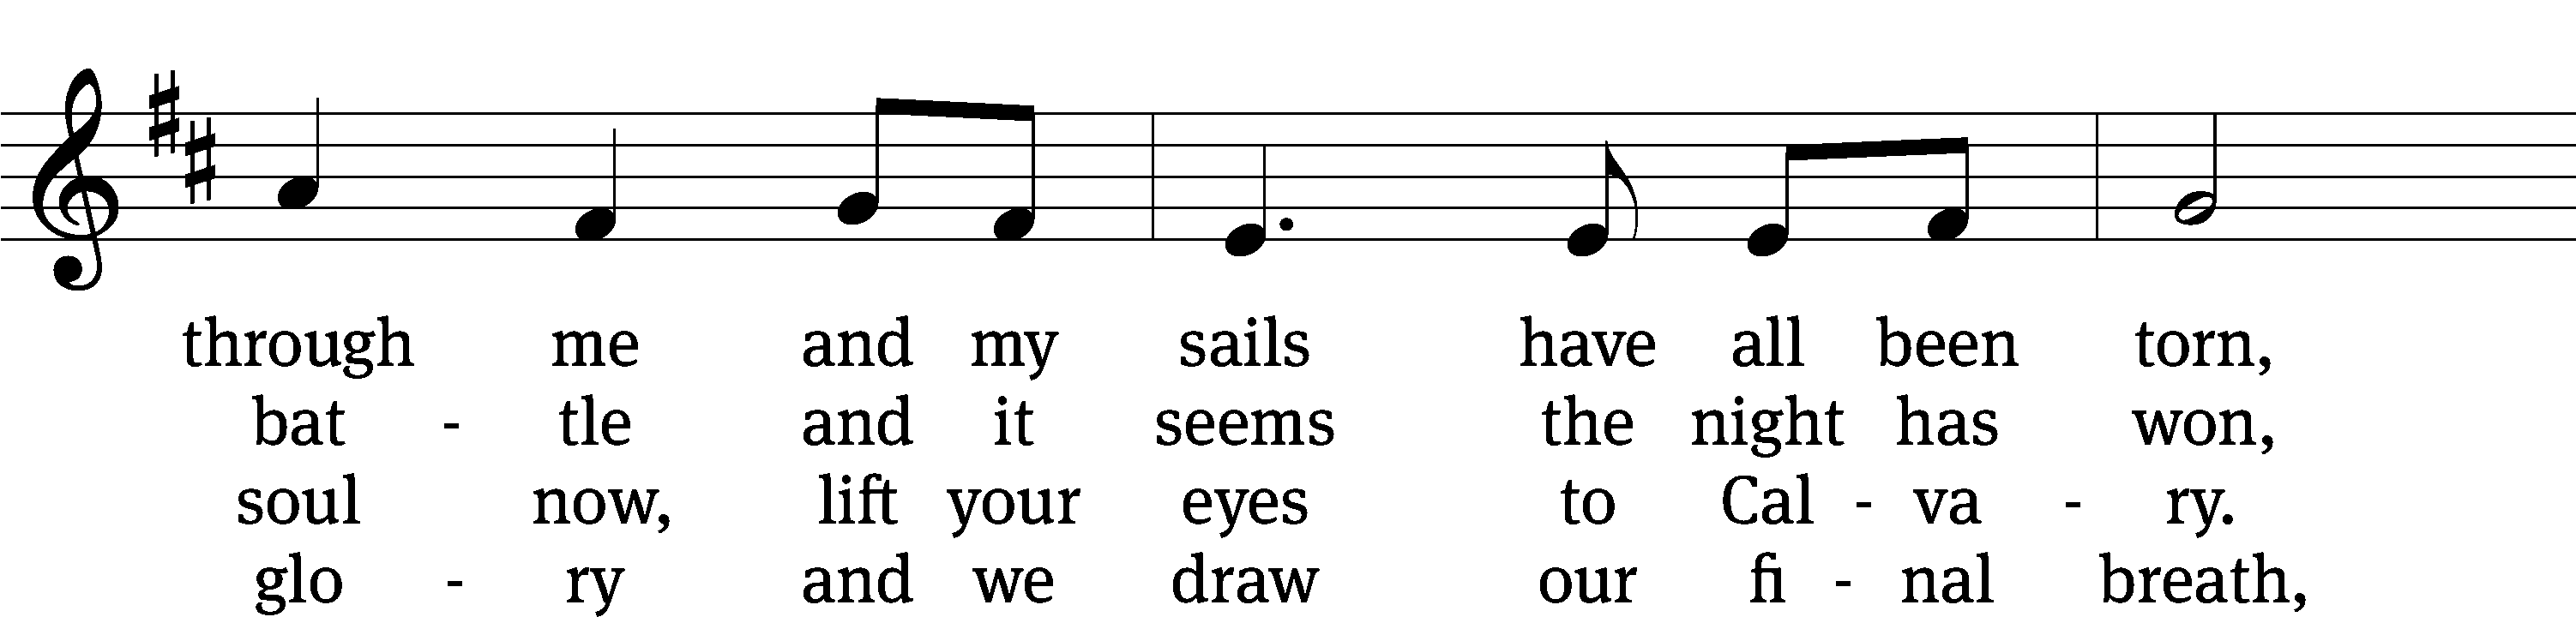 through me and my sails have all been torn,
bat - tle and it seems the night has won,
soul now, lift your eyes to Cal - va - ry.
glo - ry and we draw our fi - nal breath,